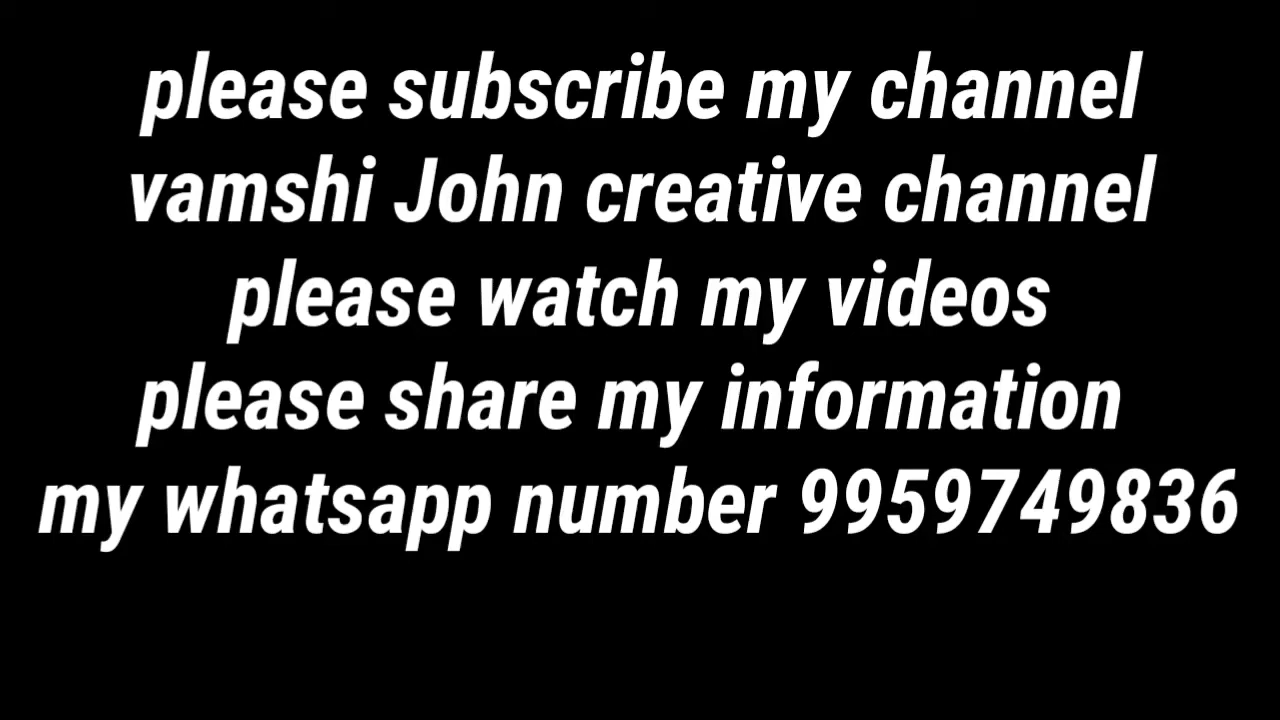 please subscribe my channel
vamshi John creative channel
please watch my videos
please share my information
my whatsapp number 9959749836